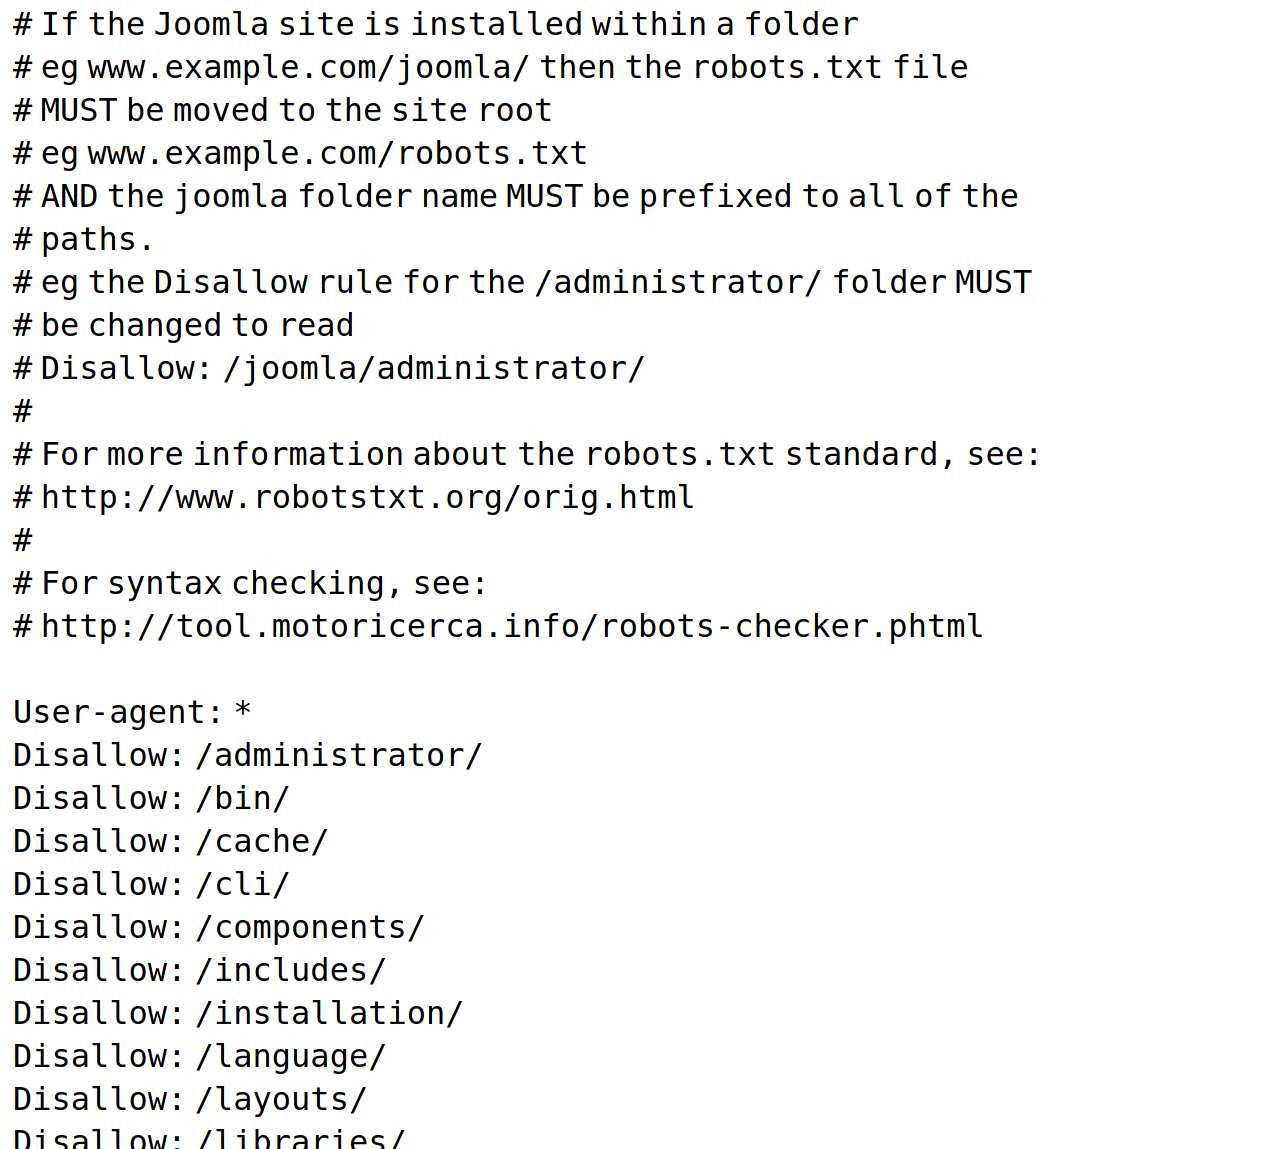 # If the Joomla site is installed within a folder
# eg www.example.com/joomla/ then the robots.txt file
# MUST be moved to the site root
# eg www.example.com/robots.txt
# AND the joomla folder name MUST be prefixed to all of the
# paths.
# eg the Disallow rule for the /administrator/ folder MUST
# be changed to read
# Disallow: /joomla/administrator/
#
# For more information about the robots.txt standard, see:
# http://www.robotstxt.org/orig.html
#
# For syntax checking, see:
# http://tool.motoricerca.info/robots-checker.phtml

User-agent: *
Disallow: /administrator/
Disallow: /bin/
Disallow: /cache/
Disallow: /cli/
Disallow: /components/
Disallow: /includes/
Disallow: /installation/
Disallow: /language/
Disallow: /layouts/
Disallow: /libraries/